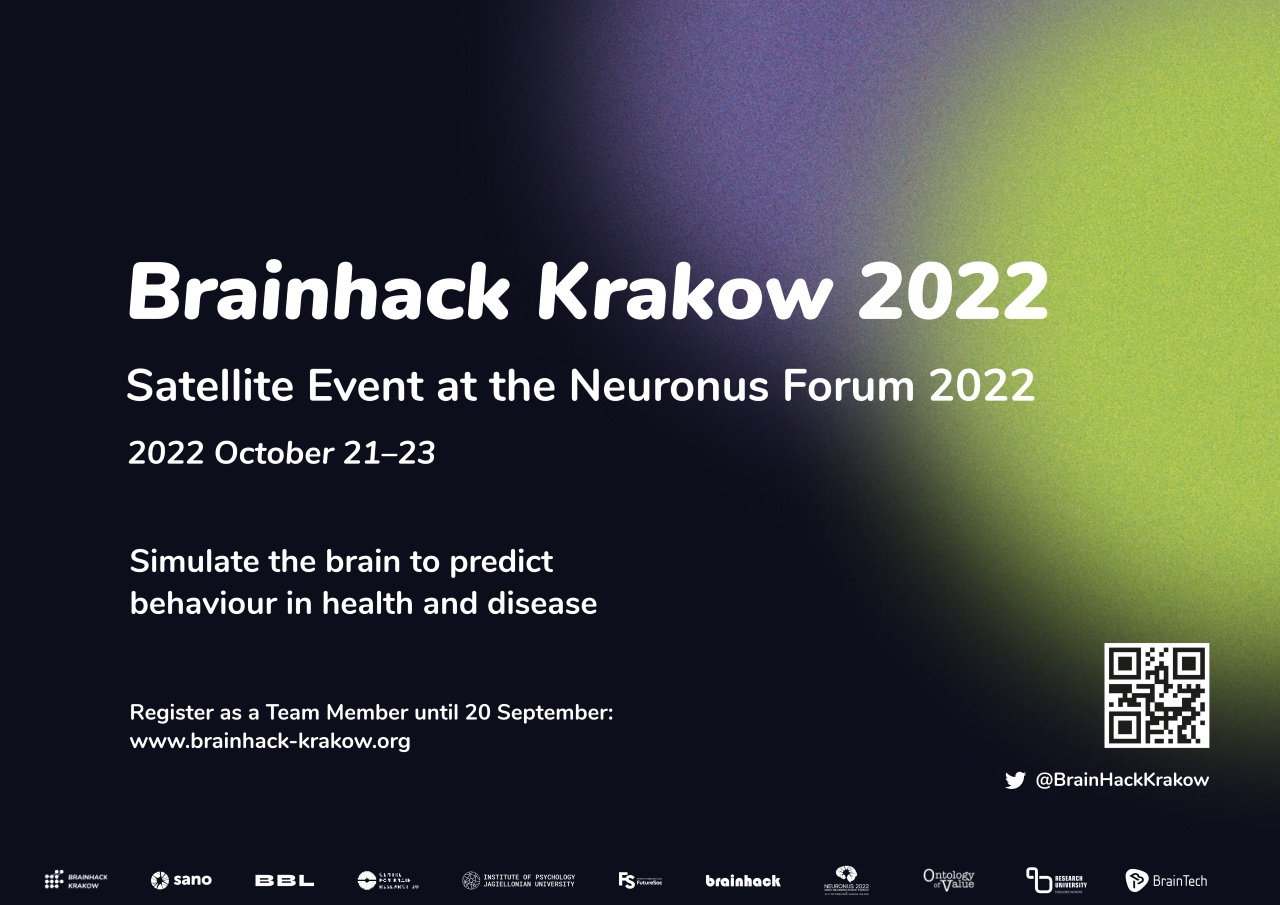 Brainhack Krakow 2022
Satellite Event at the Neuronus Forum 2022
2022 October 21–23
Simulate the brain to predict
behaviour in health and disease
Register as a Team Member until 20 September:
www.brainhack-krakow.org
@BrainHackKrakow
BRAINHACK
KRAKOW
sano
BBL
INSTITUTE OF PSYCHOLOGY
JAGIELLONIAN UNIVERSITY
FS
FutureSoc
brainhack
NEURONUS 2022
Ontology
of Value
RESEARCH
UNIVERSITY
BrainTech